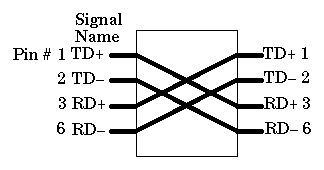 Signal
Name
Pin # 1 TD+ TD+ 1
2 TD– TD– 2
3 RD+ RD+ 3
6 RD– RD– 6